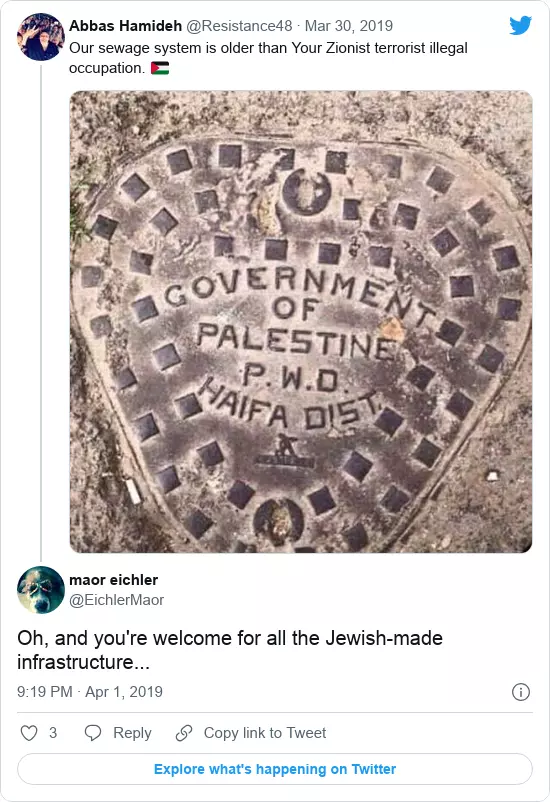 Abbas Hamideh @Resistance48 · Mar 30, 2019
Our sewage system is older than Your Zionist terrorist illegal
occupation. 🇵🇸
GOVERNMENT
OF
PALESTINE
P.W.D.
HAIFA DIST.
maor eichler
@EichlerMaor
Oh, and you're welcome for all the Jewish-made
infrastructure...
9:19 PM · Apr 1, 2019
3 Reply Copy link to Tweet
Explore what's happening on Twitter